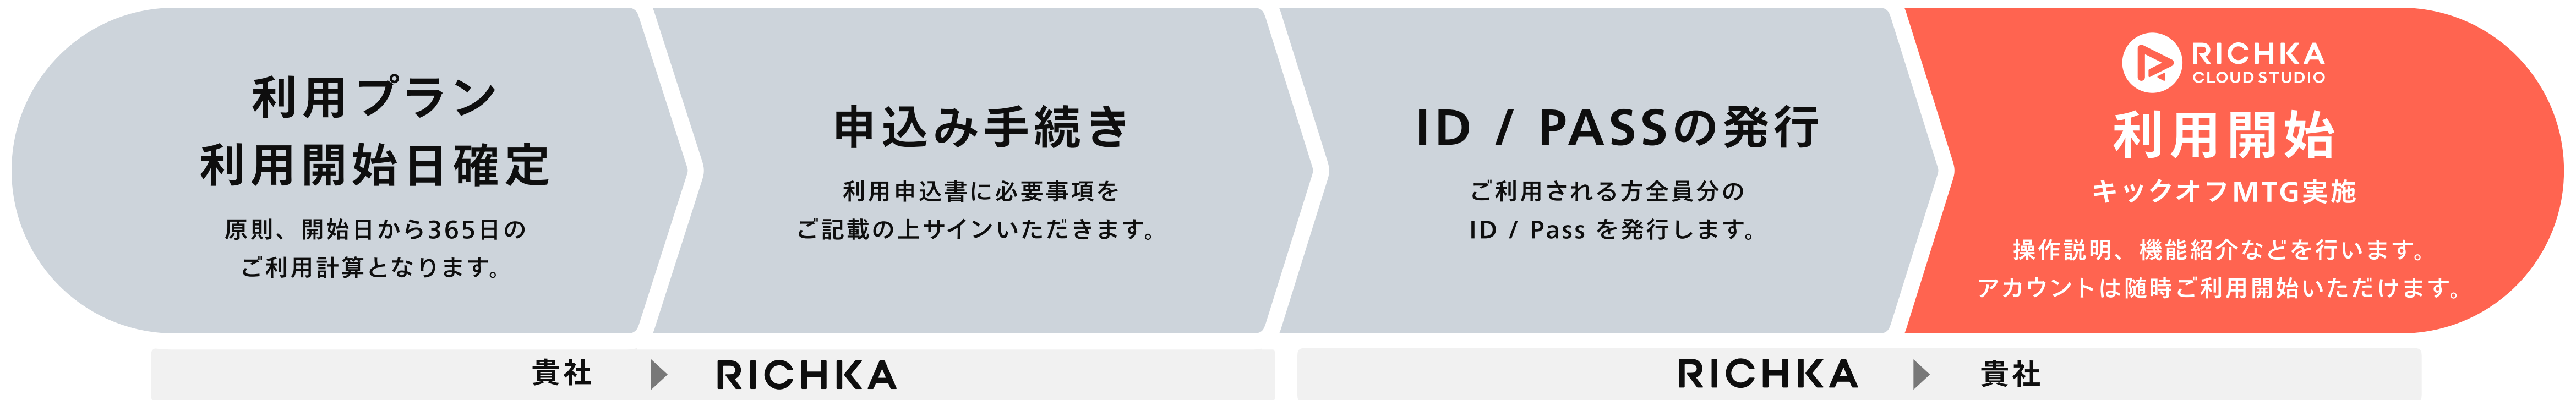 利用プラン
利用開始日確定
原則、開始日から365日の
ご利用計算となります。
申込み手続き
利用申込書に必要事項を
ご記載の上サインいただきます。
ID / PASSの発行
ご利用される方全員分の
ID / Pass を発行します。
RICHKA
CLOUD STUDIO
利用開始
キックオフMTG実施
操作説明、機能紹介などを行います。
アカウントは随時ご利用開始いただけます。
貴社 ▶ RICHKA
RICHKA ▶ 貴社